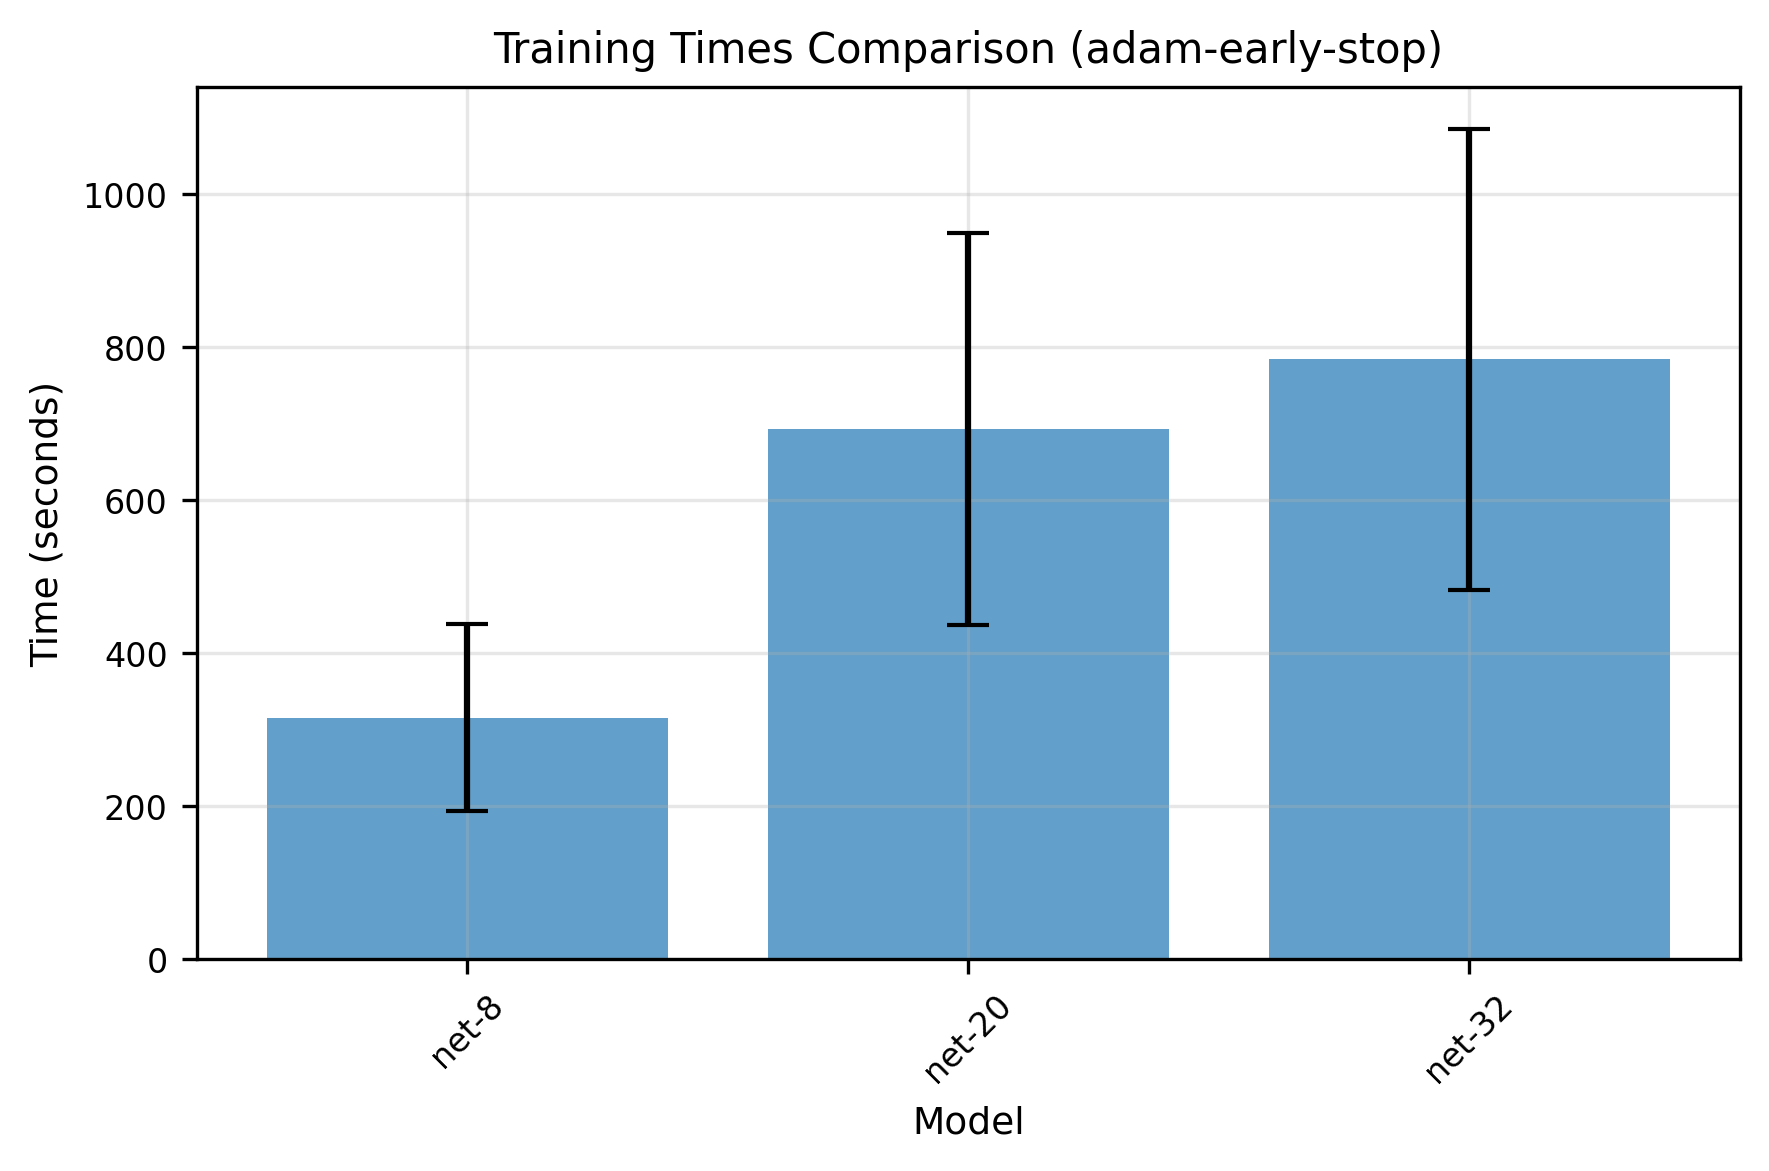 Training Times Comparison (adam-early-stop)
Time (seconds)
1000
800
600
400
200
0
net-8
net-20
net-32
Model